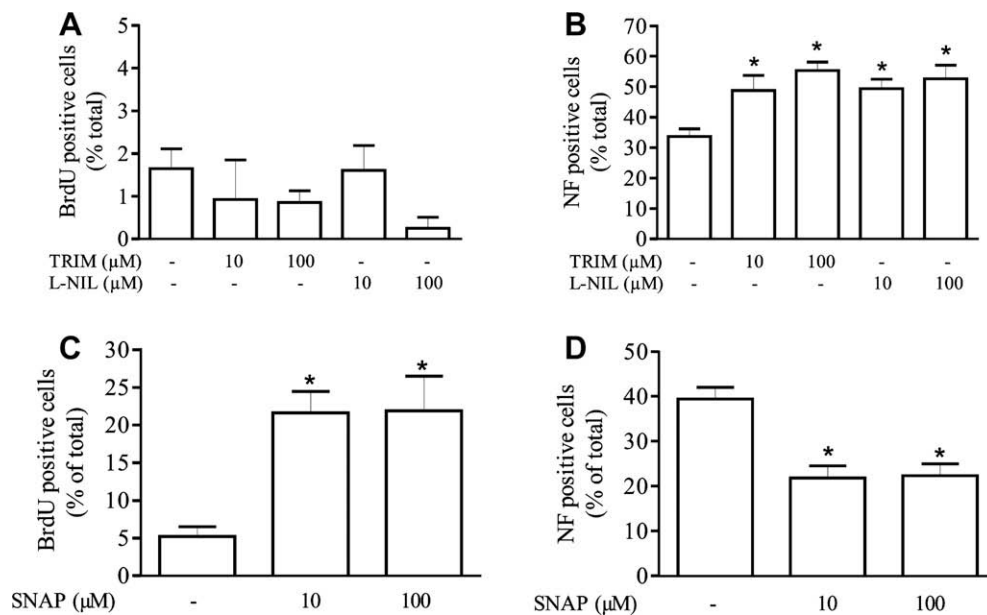 A
BrdU positive cells
(% total)
5
4
3
2
1
0
TRIM (µM) - 10 100 - -
L-NIL (µM) - - - 10 100
B
NF positive cells
(% total)
70
60
50
40
30
20
10
0
* * * *
TRIM (µM) - 10 100 - -
L-NIL (µM) - - - 10 100
C
BrdU positive cells
(% of total)
30
25
20
15
10
5
0
* *
SNAP (µM) - 10 100
D
NF positive cells
(% of total)
50
40
30
20
10
0
* *
SNAP (µM) - 10 100